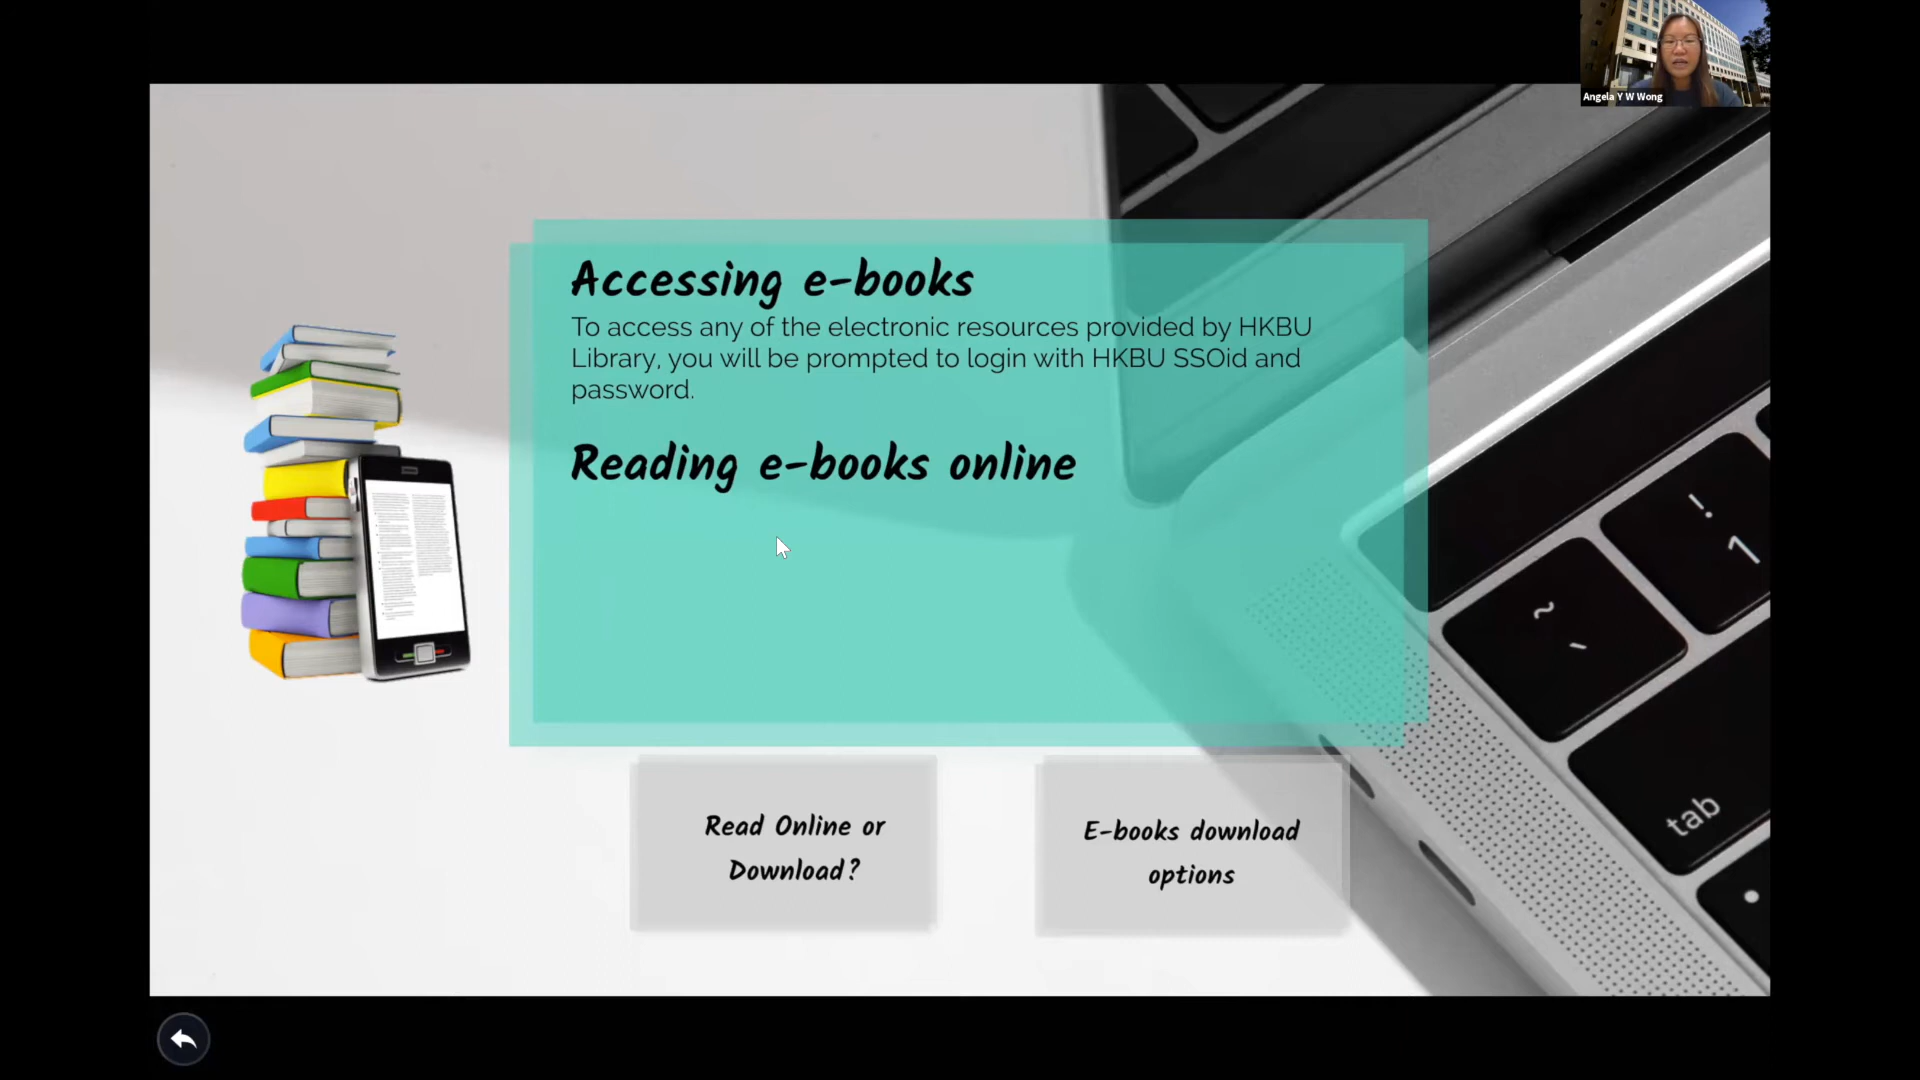 Angela Y W Wong
Accessing e-books
To access any of the electronic resources provided by HKBU
Library, you will be prompted to login with HKBU SSOid and
password.
Reading e-books online
Read Online or
Download?
E-books download
options
!
1
~
tab